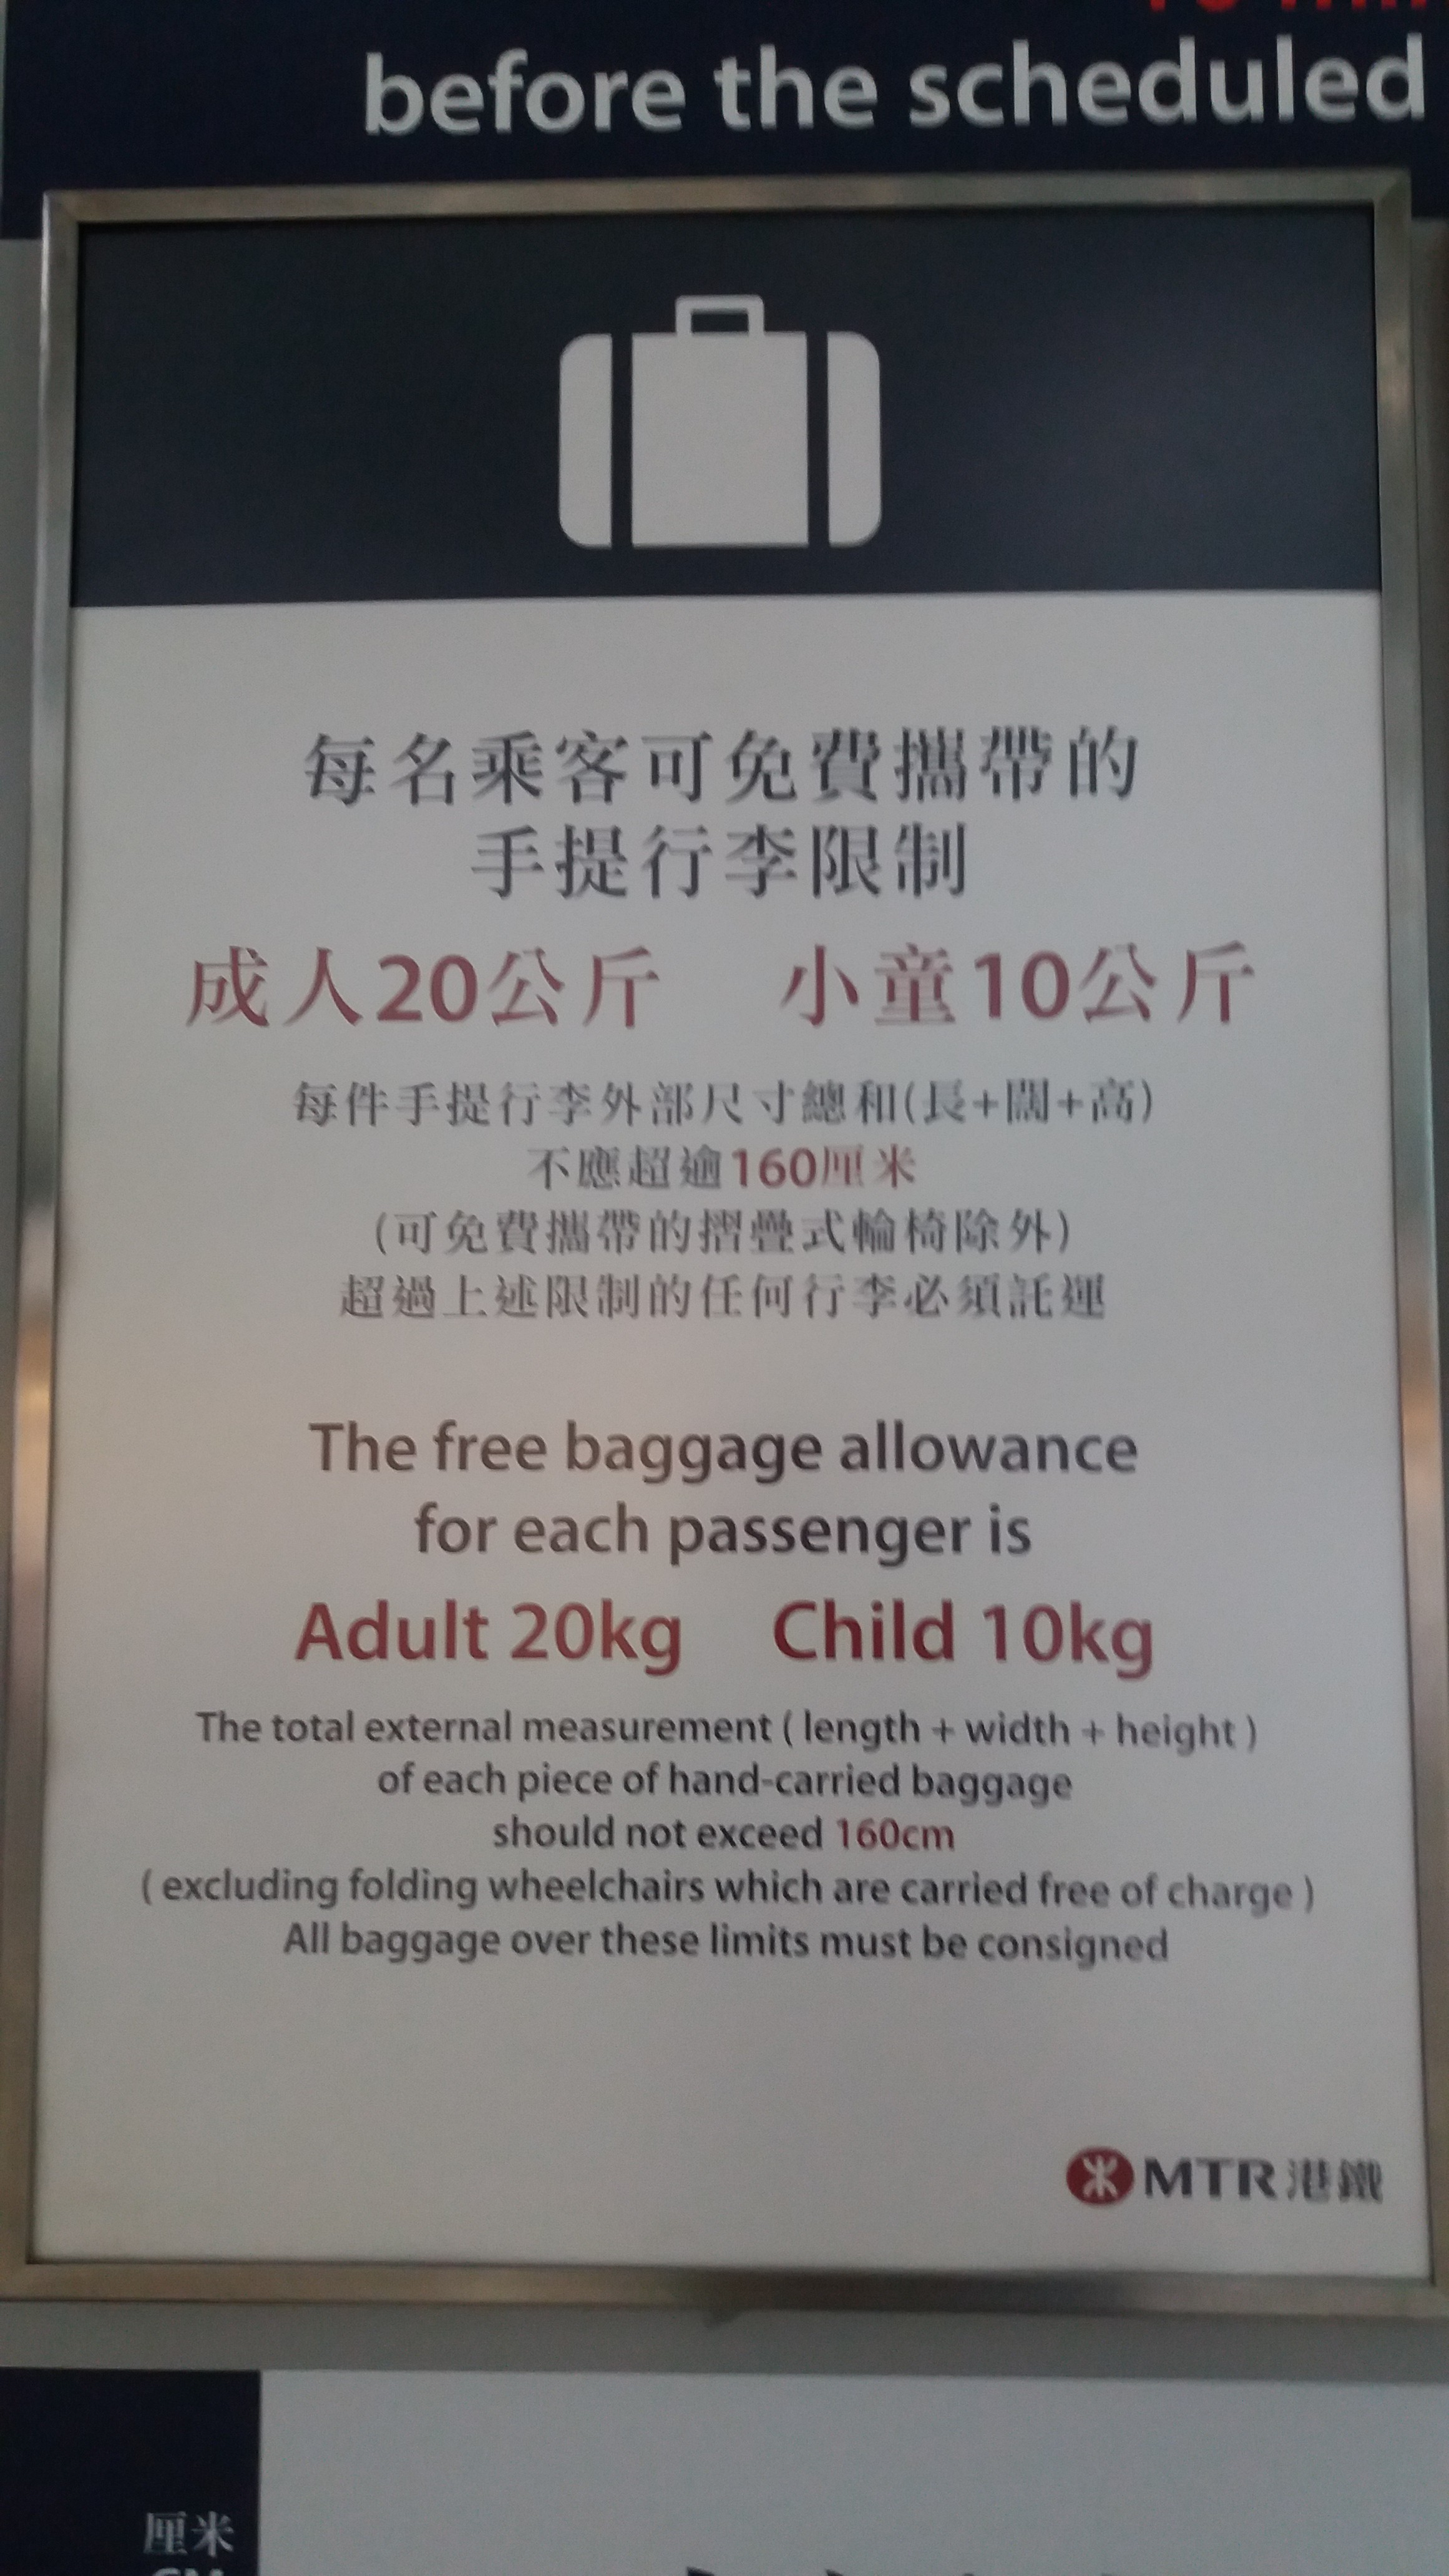 before the scheduled
每名乘客可免費攜帶的
手提行李限制
成人20公斤 小童10公斤
每件手提行李外部尺寸總和(長+闊+高)
不應超逾160厘米
(可免費攜帶的摺疊式輪椅除外)
超過上述限制的任何行李必須託運
The free baggage allowance
for each passenger is
Adult 20kg Child 10kg
The total external measurement ( length + width + height )
of each piece of hand-carried baggage
should not exceed 160cm
( excluding folding wheelchairs which are carried free of charge )
All baggage over these limits must be consigned
MTR 港鐵
厘米